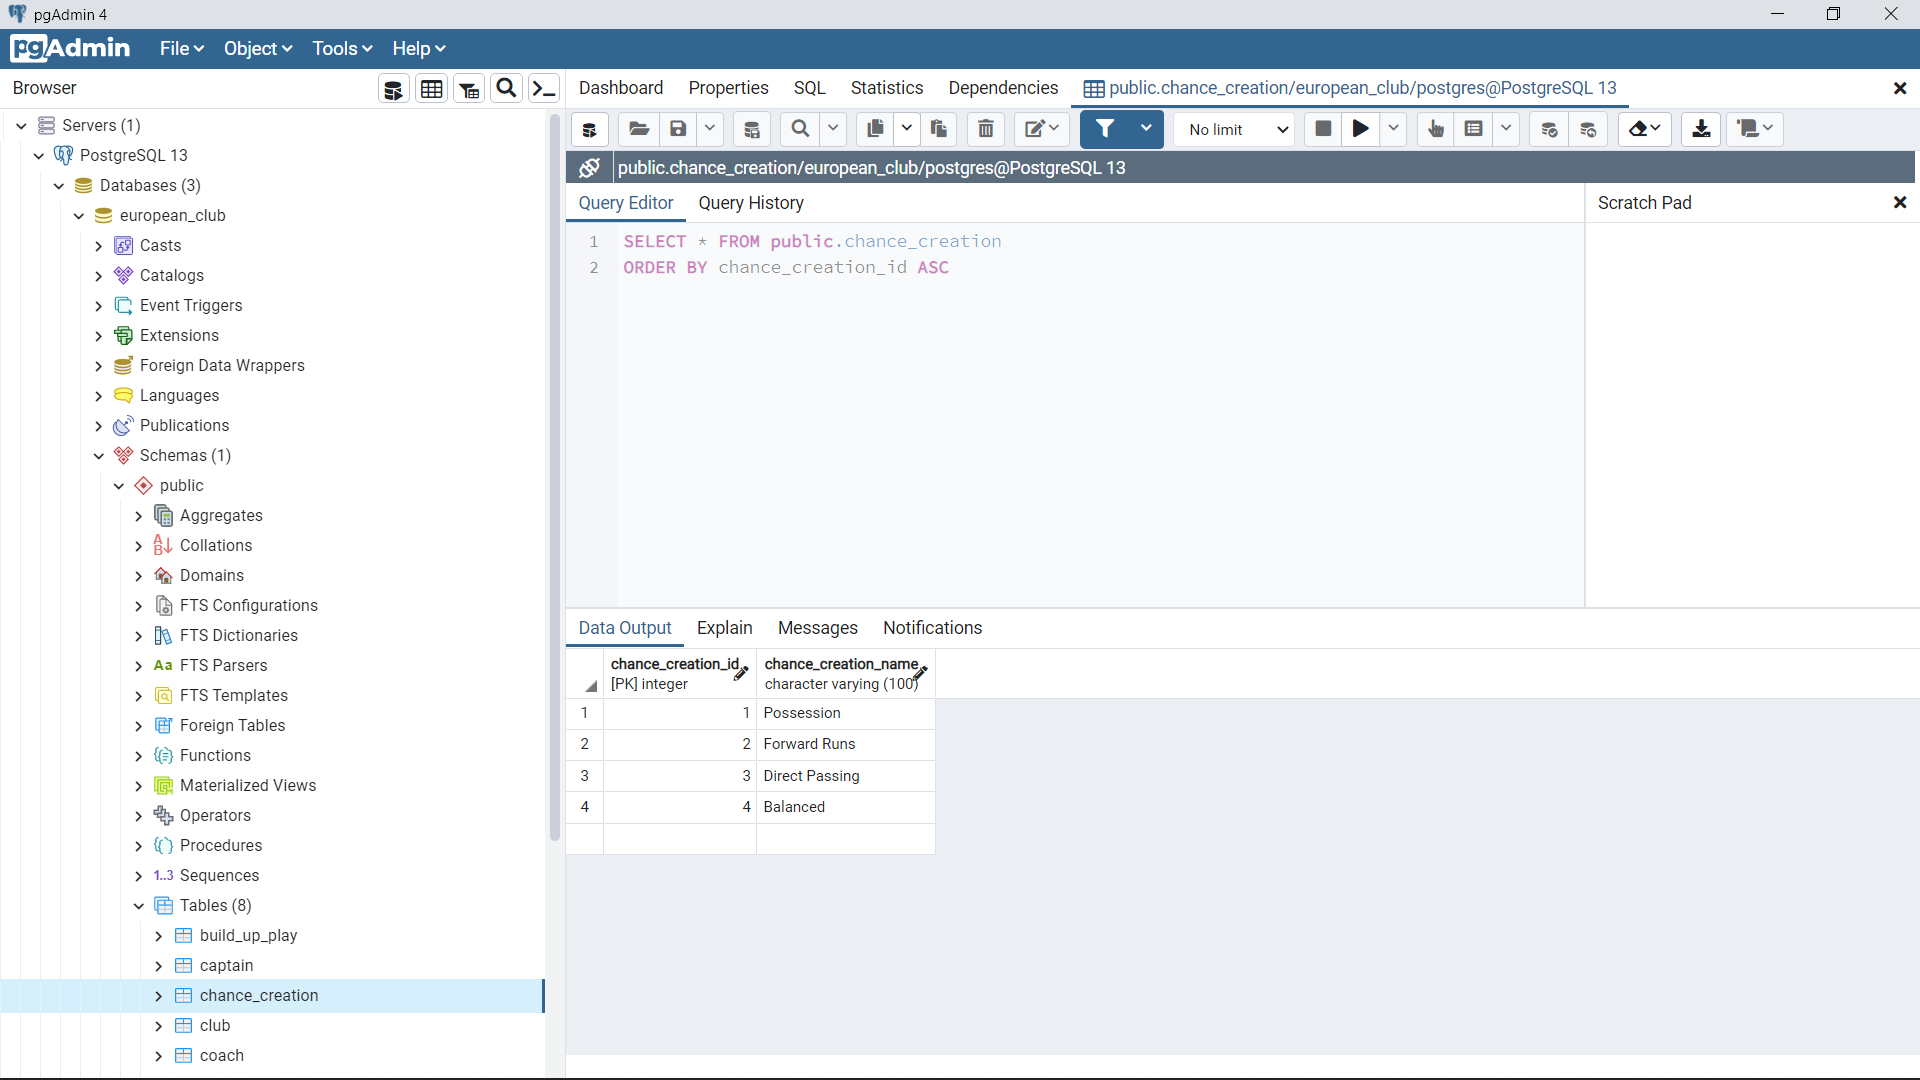 pgAdmin 4
pgAdmin File Object Tools Help
Browser
Dashboard Properties SQL Statistics Dependencies public.chance_creation/european_club/postgres@PostgreSQL 13
No limit
public.chance_creation/european_club/postgres@PostgreSQL 13
Query Editor Query History
Scratch Pad
1 SELECT * FROM public.chance_creation
2 ORDER BY chance_creation_id ASC
Servers (1)
PostgreSQL 13
Databases (3)
european_club
Casts
Catalogs
Event Triggers
Extensions
Foreign Data Wrappers
Languages
Publications
Schemas (1)
public
Aggregates
Collations
Domains
FTS Configurations
FTS Dictionaries
Aa FTS Parsers
FTS Templates
Foreign Tables
Functions
Materialized Views
Operators
Procedures
1..3 Sequences
Tables (8)
build_up_play
captain
chance_creation
club
coach
Data Output Explain Messages Notifications
chance_creation_id chance_creation_name
[PK] integer character varying (100)
1 1 Possession
2 2 Forward Runs
3 3 Direct Passing
4 4 Balanced